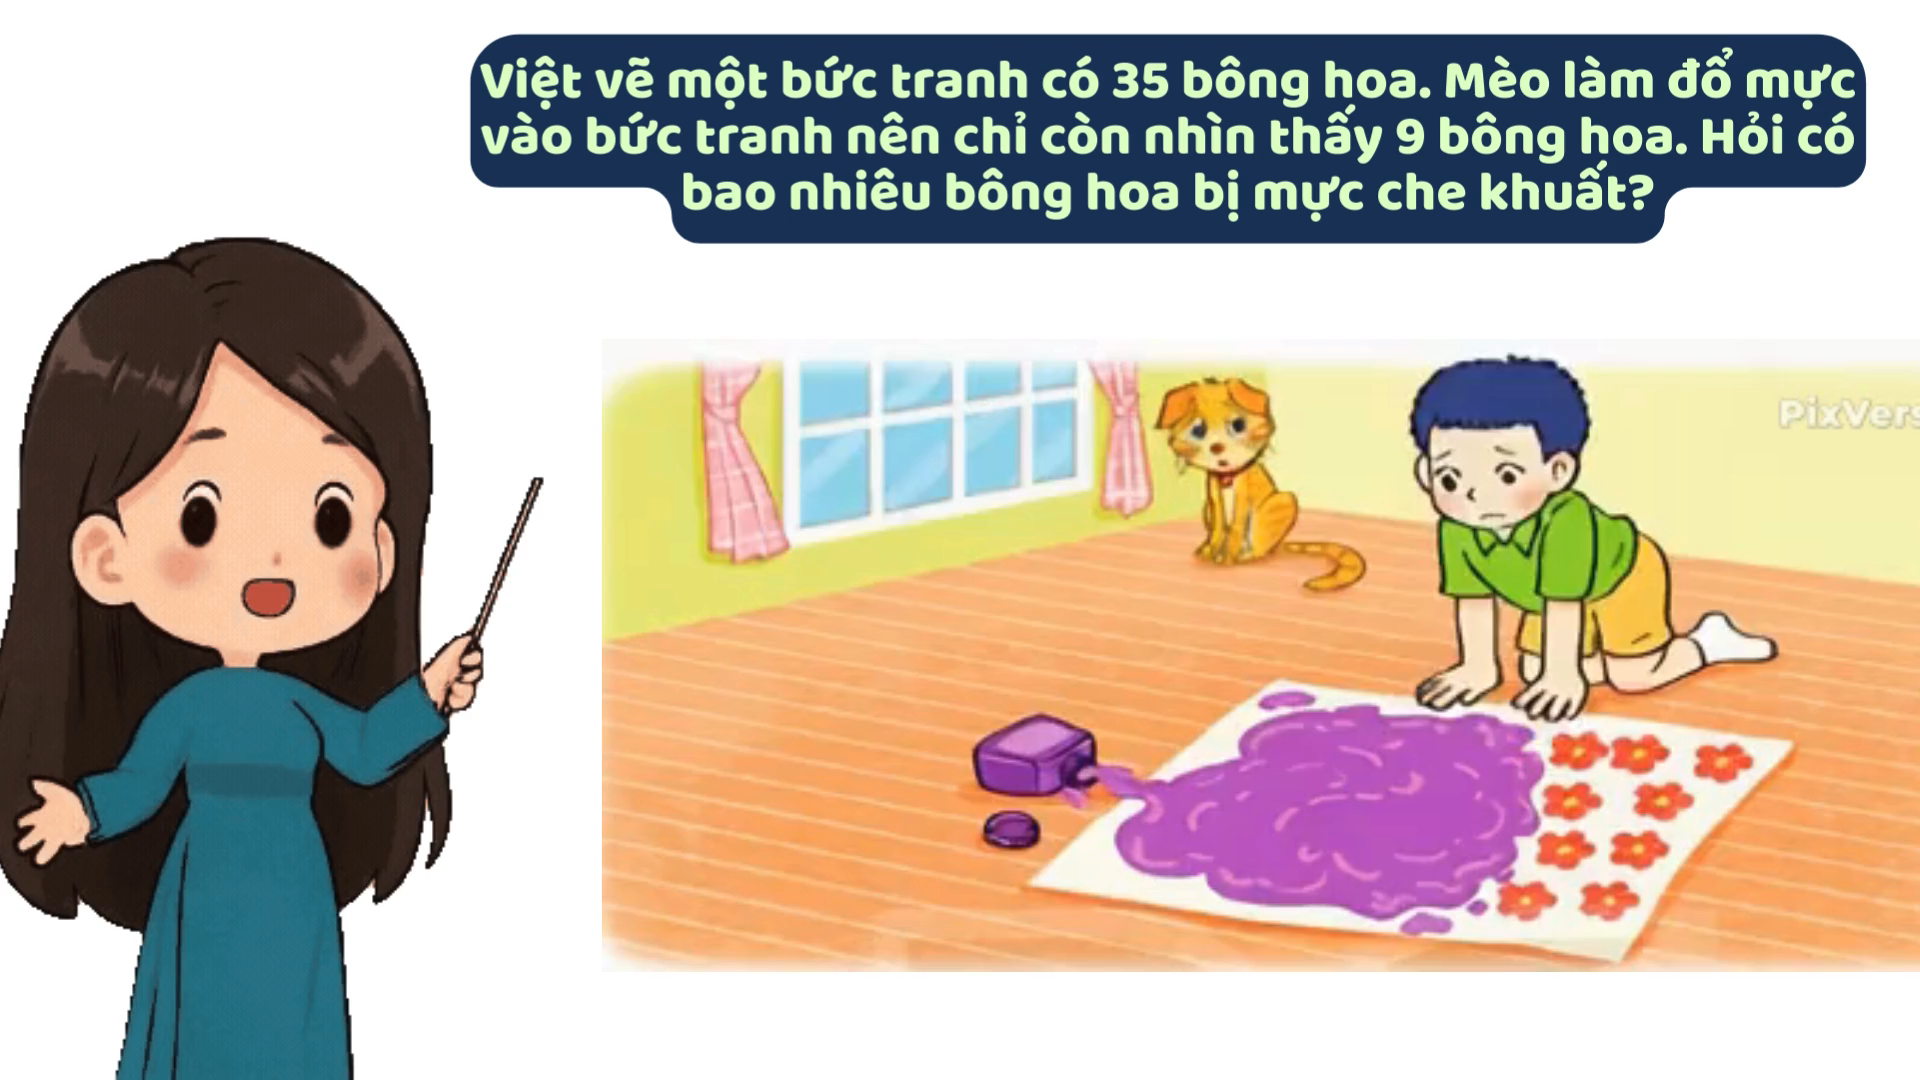 Việt vẽ một bức tranh có 35 bông hoa. Mèo làm đổ mực
vào bức tranh nên chỉ còn nhìn thấy 9 bông hoa. Hỏi có
bao nhiêu bông hoa bị mực che khuất?
PixVers